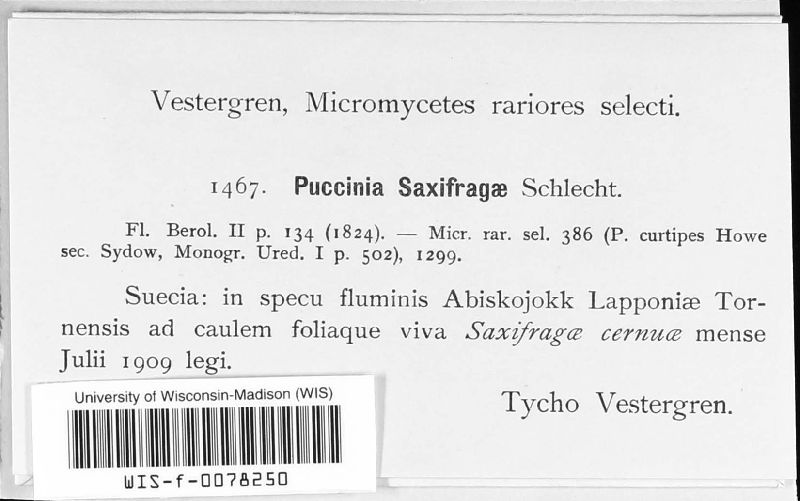 Vestergren, Micromycetes rariores selecti.
1467. Puccinia Saxifragæ Schlecht.
Fl. Berol. II p. 134 (1824). — Micr. rar. sel. 386 (P. curtipes Howe
sec. Sydow, Monogr. Ured. I p. 502), 1299.
Suecia: in specu fluminis Abiskojokk Lapponiæ Tor-
nensis ad caulem foliaque viva Saxifragæ cernuæ mense
Julii 1909 legi.
Tycho Vestergren.
University of Wisconsin-Madison (WIS)
WIS-f-0078250